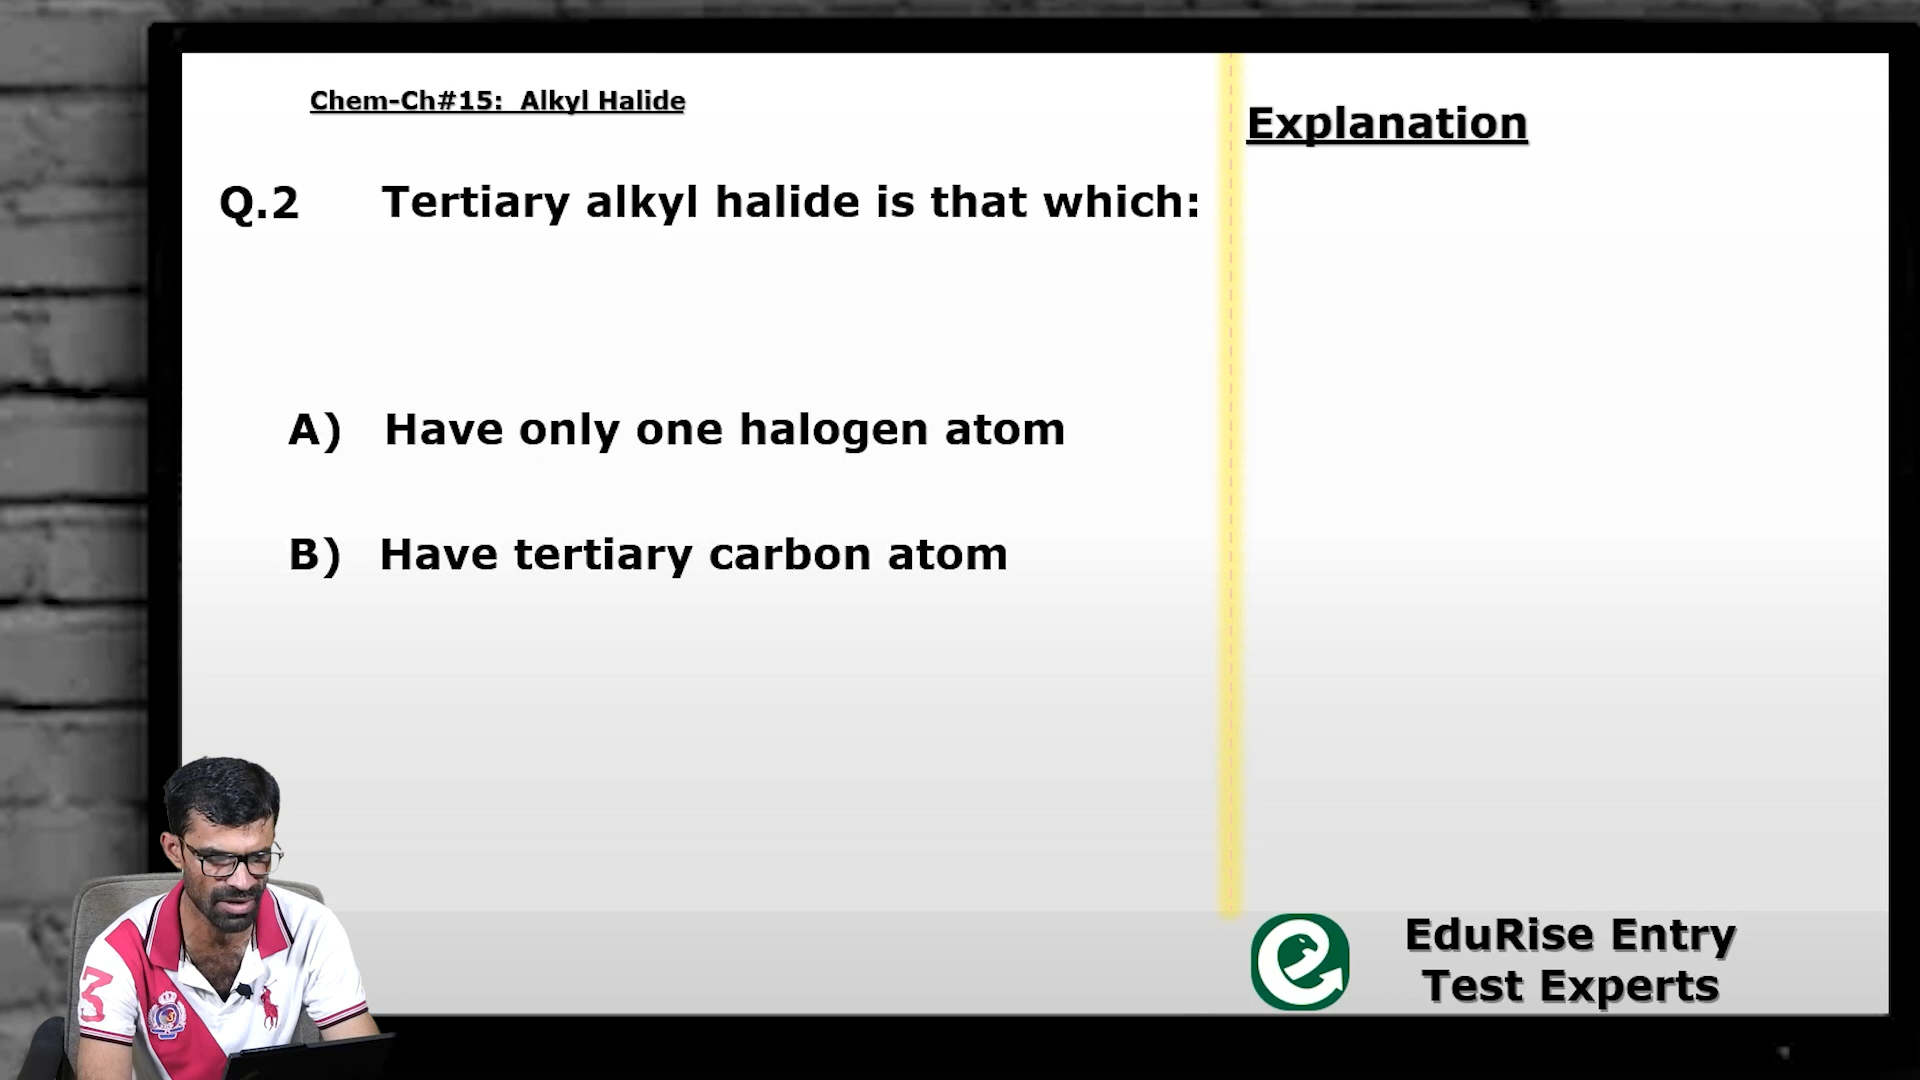 Chem-Ch#15: Alkyl Halide
Explanation
Q.2 Tertiary alkyl halide is that which:
A) Have only one halogen atom
B) Have tertiary carbon atom
EduRise Entry
Test Experts
3